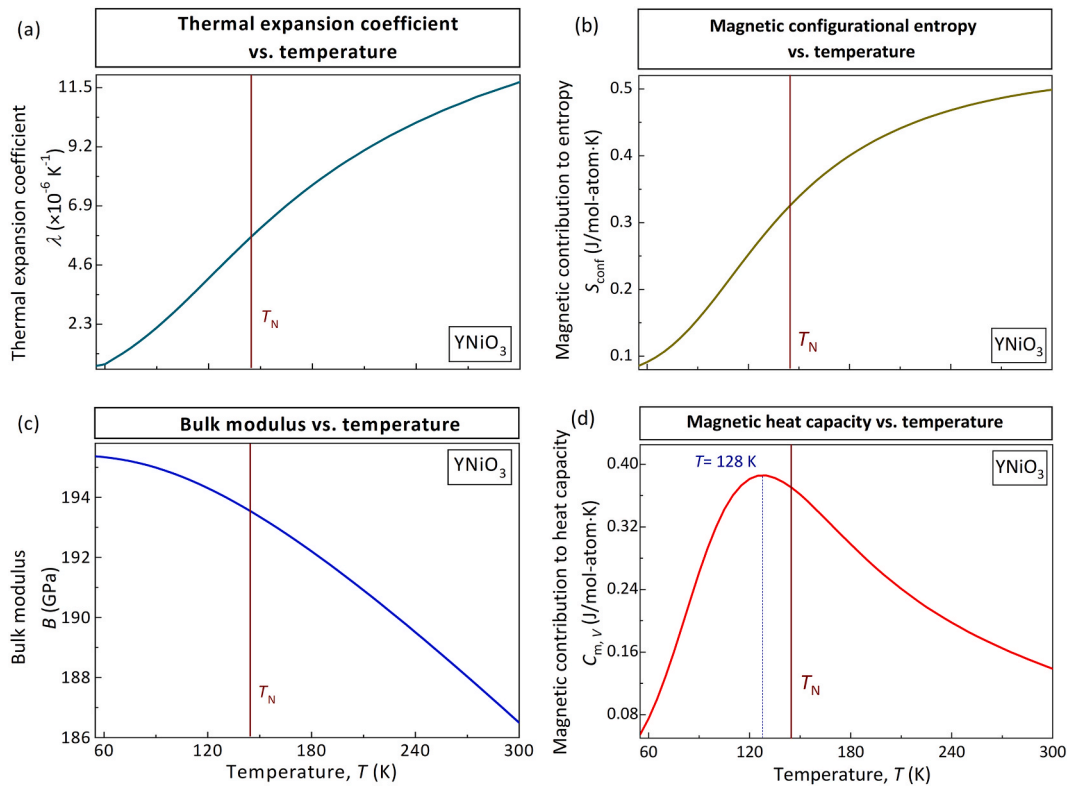 (a)
Thermal expansion coefficient
vs. temperature
Thermal expansion coefficient
λ (×10⁻⁶ K⁻¹)
11.5
9.2
6.9
4.6
2.3
T_N
YNiO₃
(b)
Magnetic configurational entropy
vs. temperature
Magnetic contribution to entropy
S_conf (J/mol-atom·K)
0.5
0.4
0.3
0.2
0.1
T_N
YNiO₃
(c)
Bulk modulus vs. temperature
Bulk modulus
B (GPa)
194
192
190
188
186
T_N
YNiO₃
60 120 180 240 300
Temperature, T (K)
(d)
Magnetic heat capacity vs. temperature
Magnetic contribution to heat capacity
C_m, V (J/mol-atom·K)
0.40
0.32
0.24
0.16
0.08
T= 128 K
T_N
YNiO₃
60 120 180 240 300
Temperature, T (K)